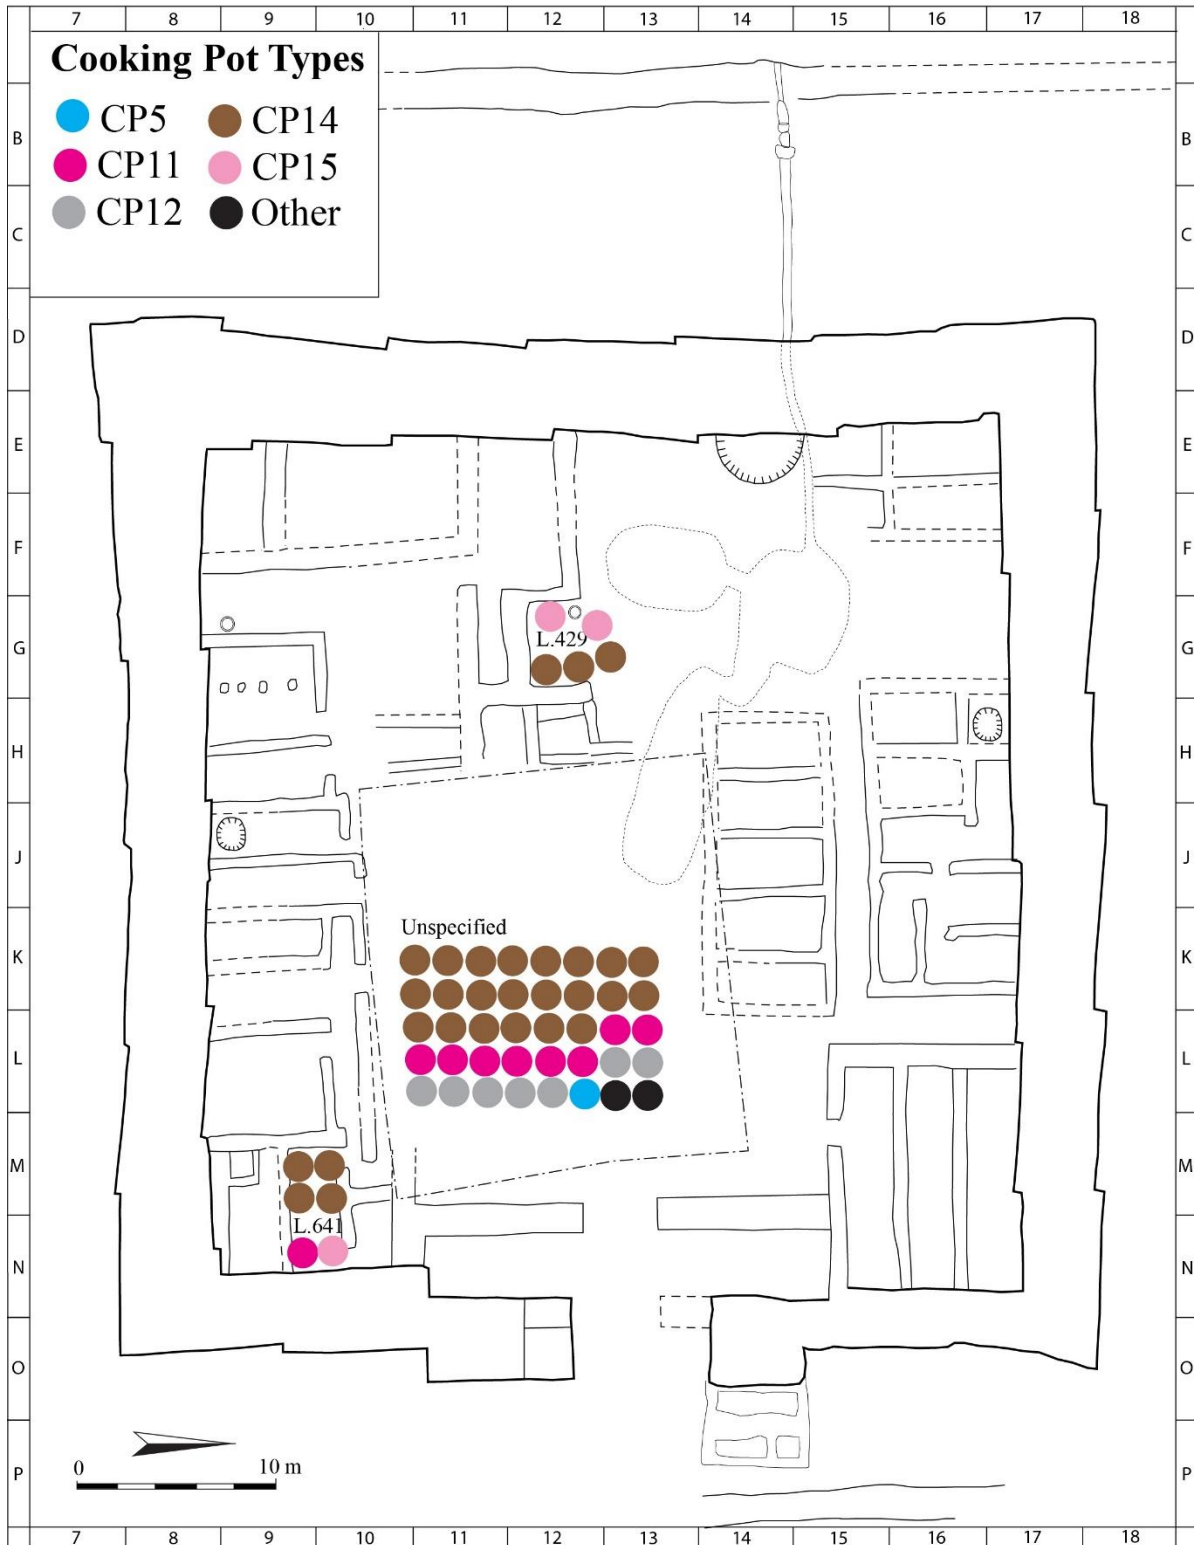 7 8 9 10 11 12 13 14 15 16 17 18
Cooking Pot Types
CP5 CP14
CP11 CP15
CP12 Other
B B
C C
D D
E E
F F
G G
L.429
H H
J J
Unspecified
K K
L L
M M
L.641
N N
O O
0 10 m
P P
7 8 9 10 11 12 13 14 15 16 17 18